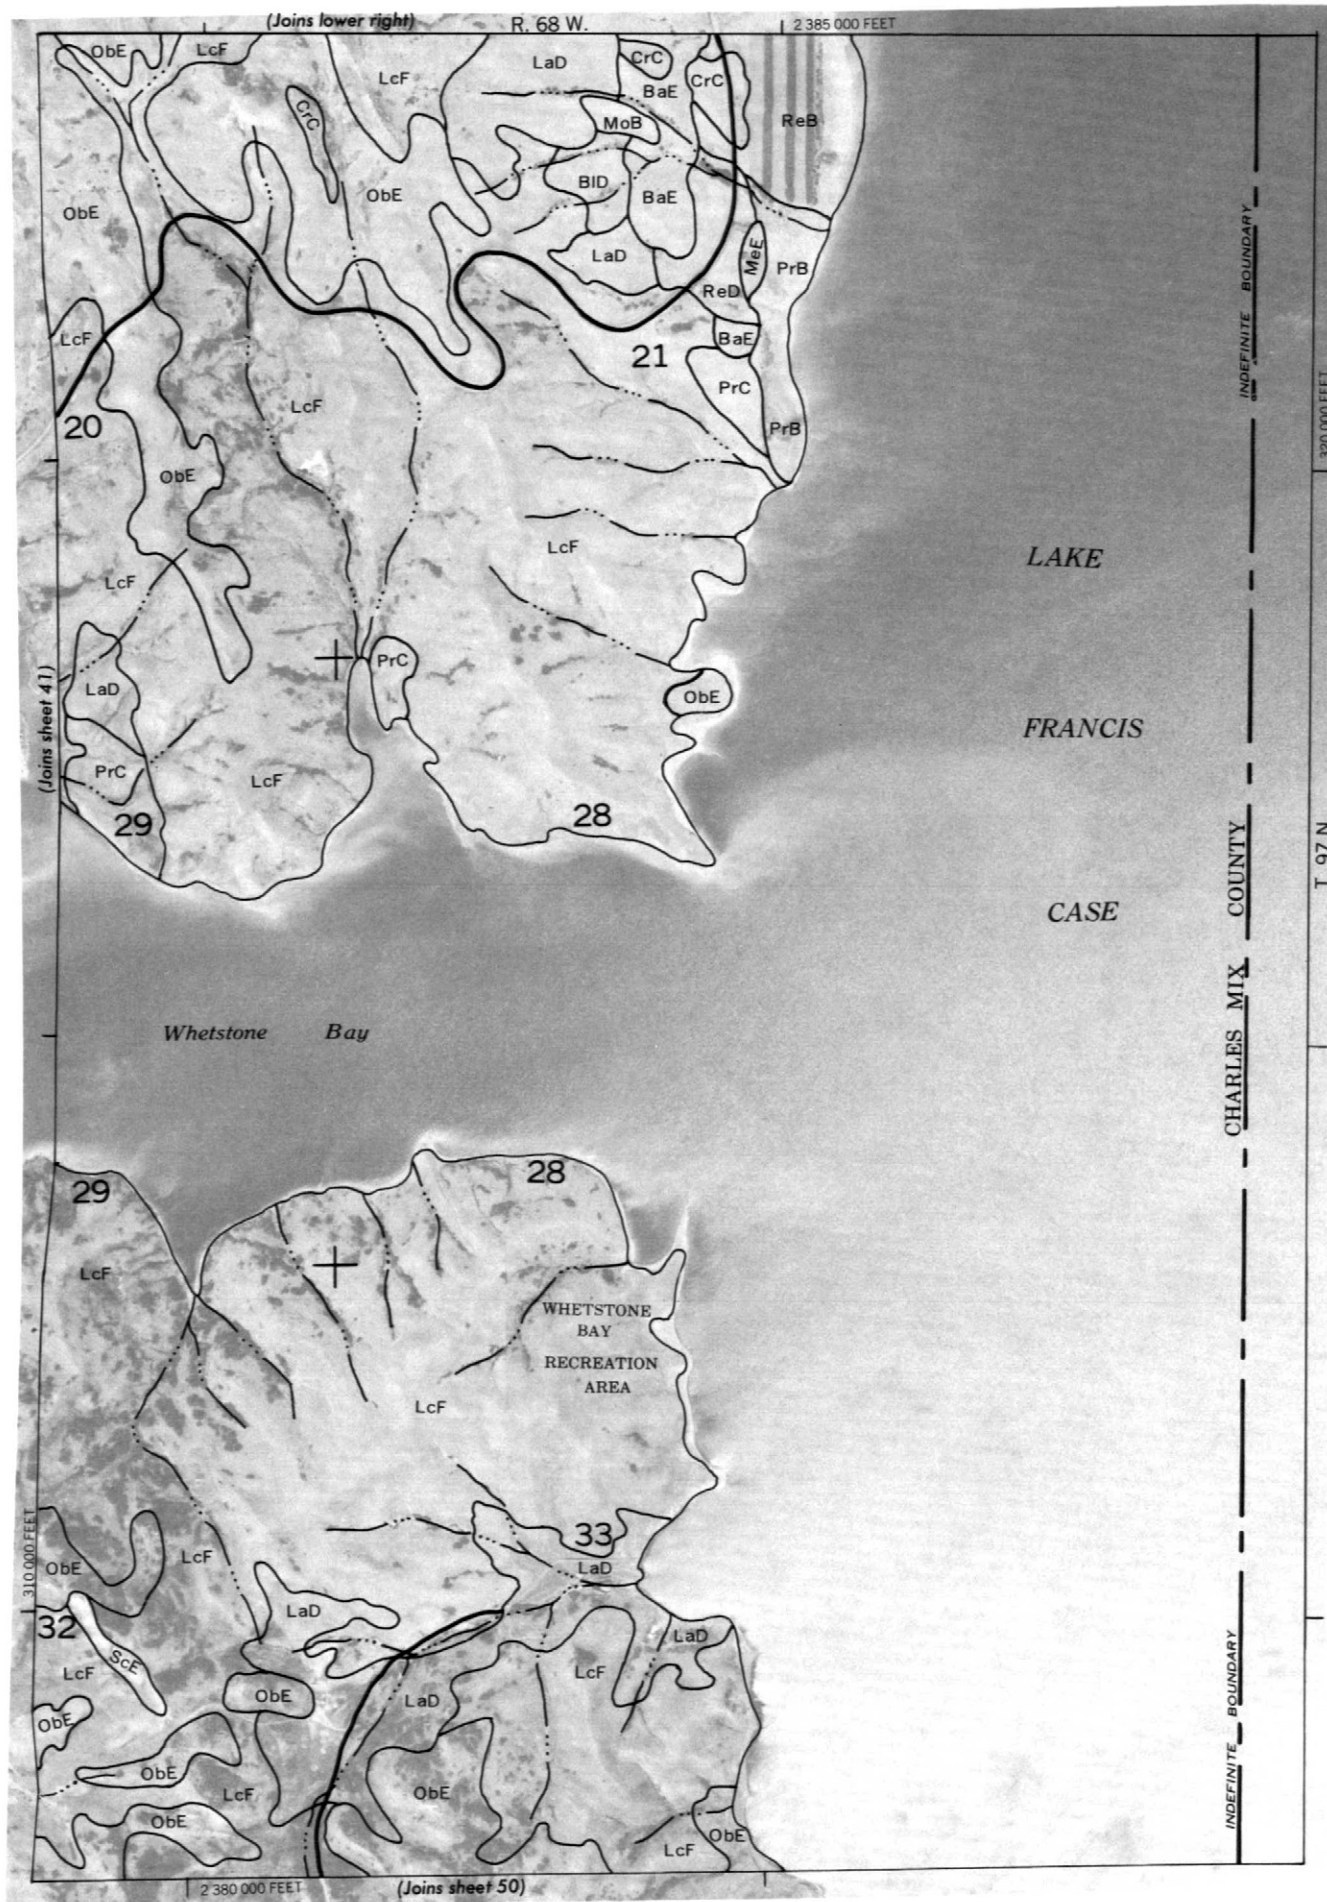 (Joins lower right)
R. 68 W.
2 385 000 FEET
ObE
LcF
LcF
LaD
CrC
BaE
CrC
ReB
CrC
MoB
ObE
ObE
BlD
BaE
LaD
MeE
PrB
ReD
INDEFINITE BOUNDARY
LcF
BaE
21
PrC
LcF
20
PrB
320 000 FEET
ObE
LcF
LcF
LAKE
PrC
LaD
ObE
(Joins sheet 41)
FRANCIS
PrC
LcF
29
28
T. 97 N.
CASE
CHARLES MIX COUNTY
Whetstone Bay
29
28
LcF
WHETSTONE
BAY
RECREATION
AREA
LcF
310 000 FEET
33
ObE
LcF
LaD
LaD
32
ScE
LcF
LaD
LcF
ObE
LaD
ObE
INDEFINITE BOUNDARY
ObE
LcF
ObE
ObE
LcF
ObE
2 380 000 FEET
(Joins sheet 50)